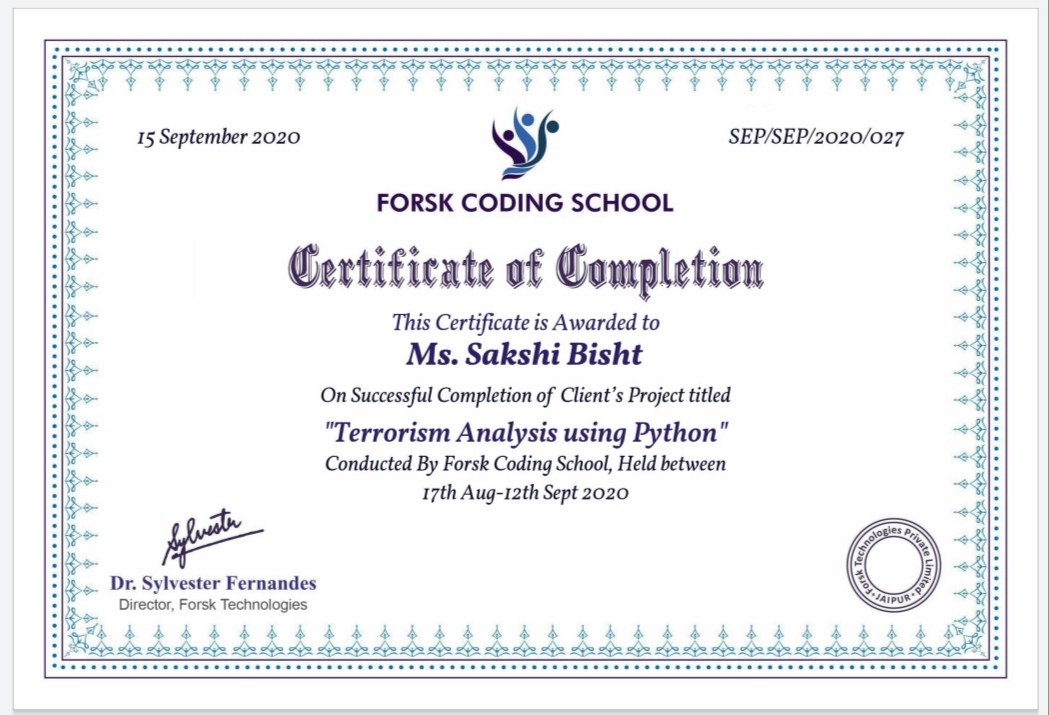 15 September 2020
SEP/SEP/2020/027
FORSK CODING SCHOOL
Certificate of Completion
This Certificate is Awarded to
Ms. Sakshi Bisht
On Successful Completion of Client's Project titled
"Terrorism Analysis using Python"
Conducted By Forsk Coding School, Held between
17th Aug-12th Sept 2020
Sylvester
Dr. Sylvester Fernandes
Director, Forsk Technologies
Forsk Technologies Private Limited
JAIPUR